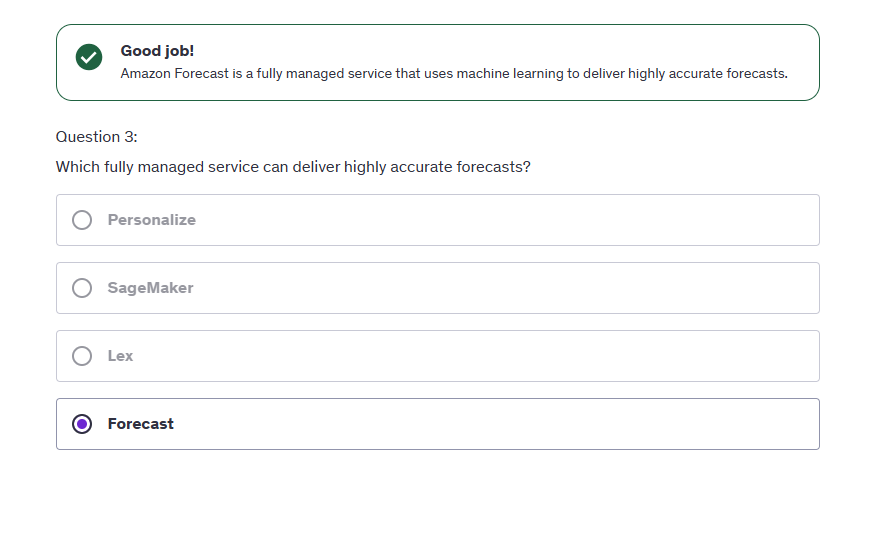 Good job!
Amazon Forecast is a fully managed service that uses machine learning to deliver highly accurate forecasts.
Question 3:
Which fully managed service can deliver highly accurate forecasts?
Personalize
SageMaker
Lex
Forecast